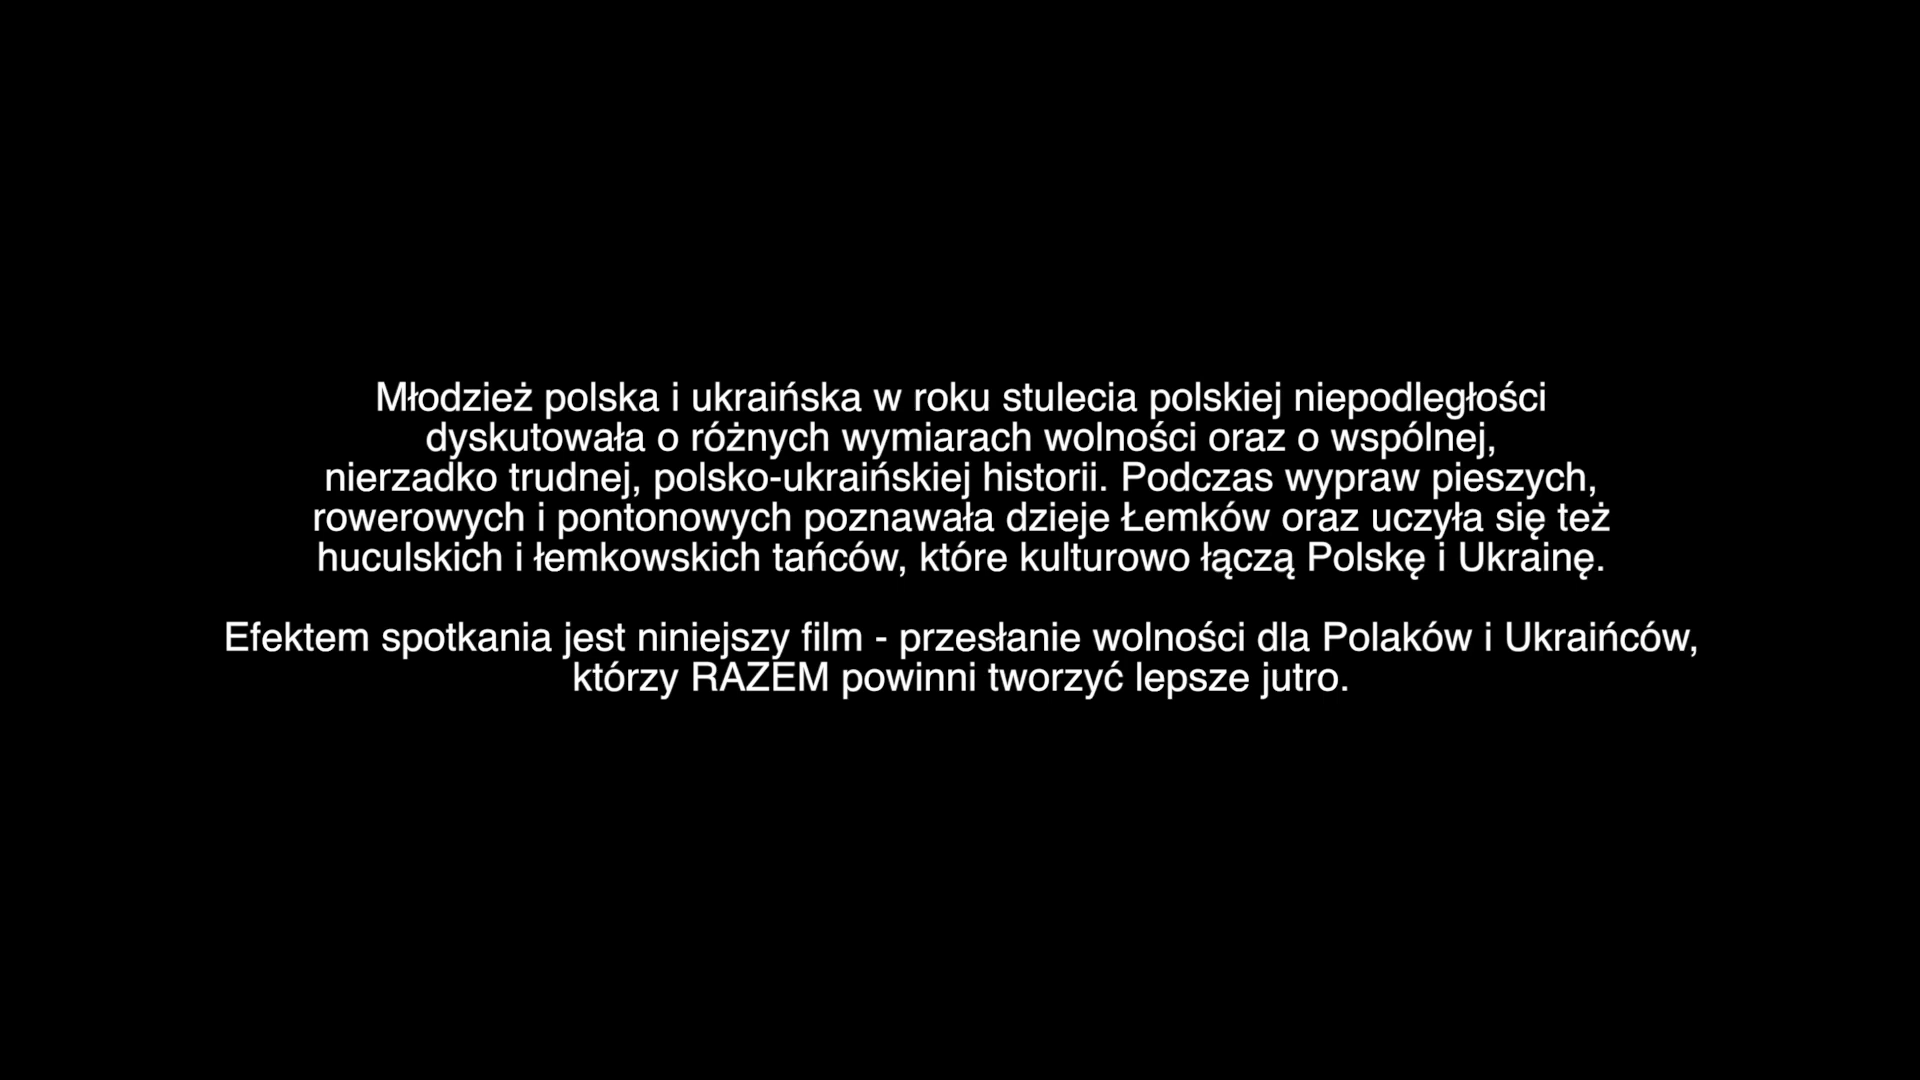 Młodzież polska i ukraińska w roku stulecia polskiej niepodległości
dyskutowała o różnych wymiarach wolności oraz o wspólnej,
nierzadko trudnej, polsko-ukraińskiej historii. Podczas wypraw pieszych,
rowerowych i pontonowych poznawała dzieje Łemków oraz uczyła się też
huculskich i łemkowskich tańców, które kulturowo łączą Polskę i Ukrainę.
Efektem spotkania jest niniejszy film - przesłanie wolności dla Polaków i Ukraińców,
którzy RAZEM powinni tworzyć lepsze jutro.